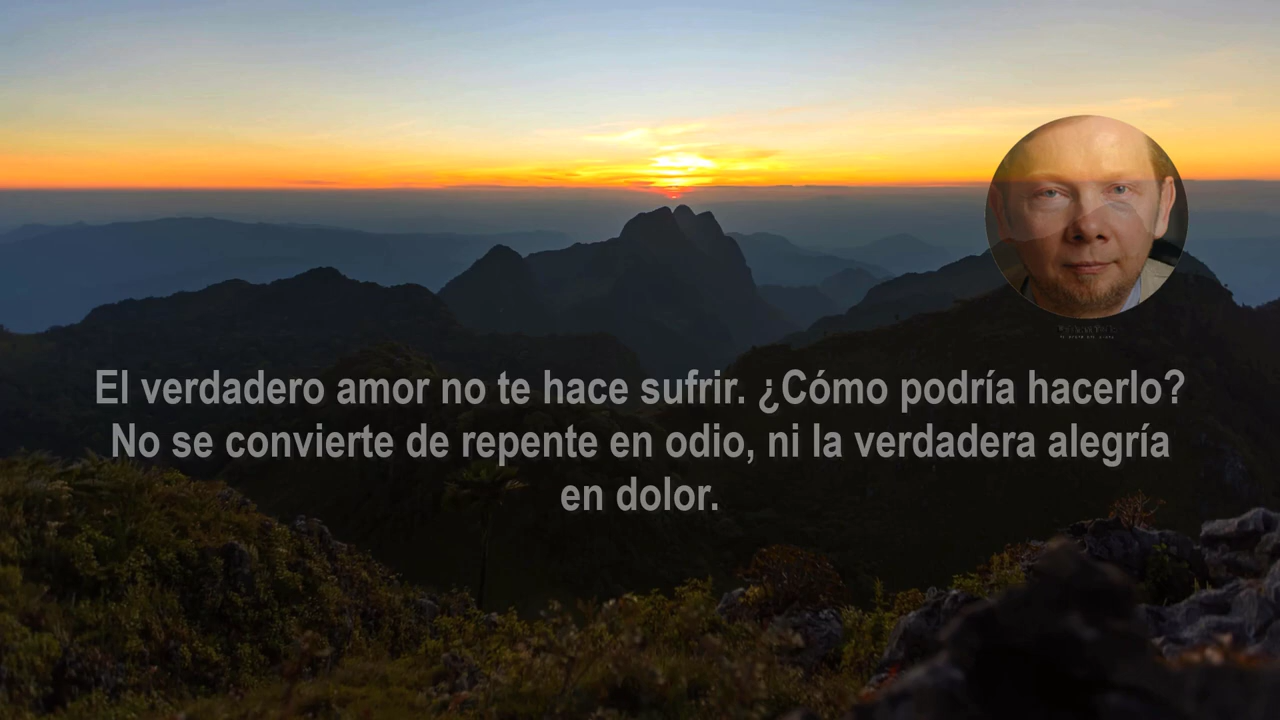 El verdadero amor no te hace sufrir. ¿Cómo podría hacerlo?
No se convierte de repente en odio, ni la verdadera alegría
en dolor.